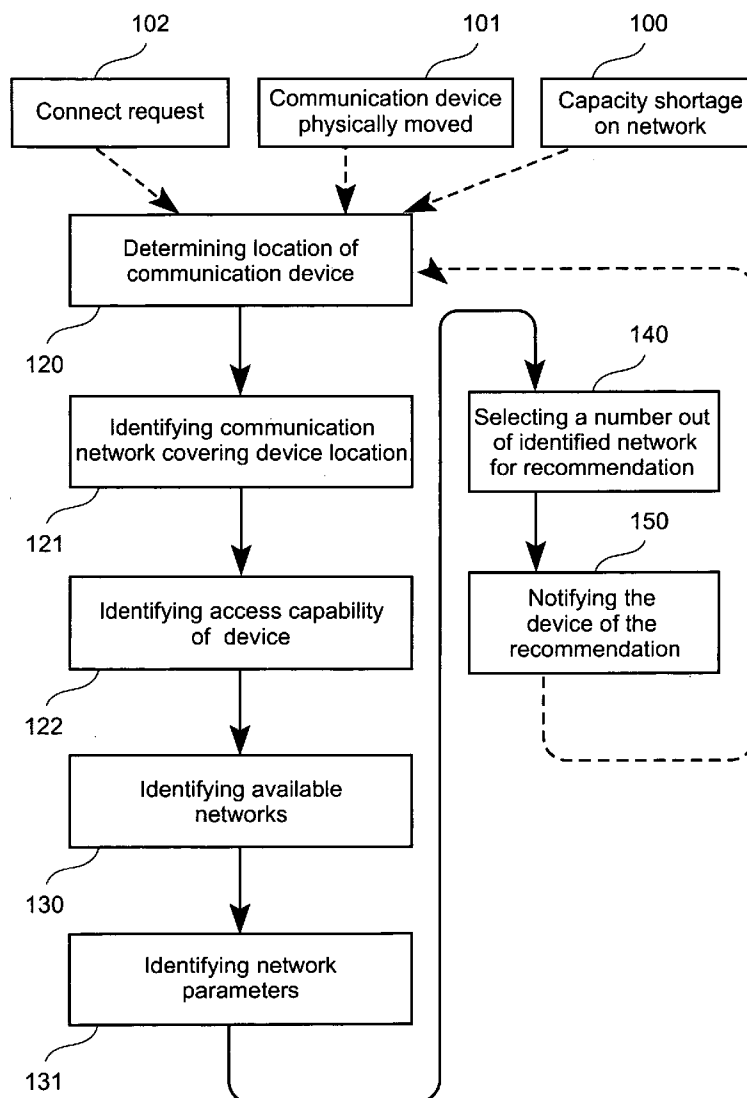 102
101
100
Connect request
Communication device
physically moved
Capacity shortage
on network
Determining location of
communication device
120
Identifying communication
network covering device location.
121
Identifying access capability
of device
122
Identifying available
networks
130
Identifying network
parameters
131
140
Selecting a number out
of identified network
for recommendation
150
Notifying the
device of the
recommendation